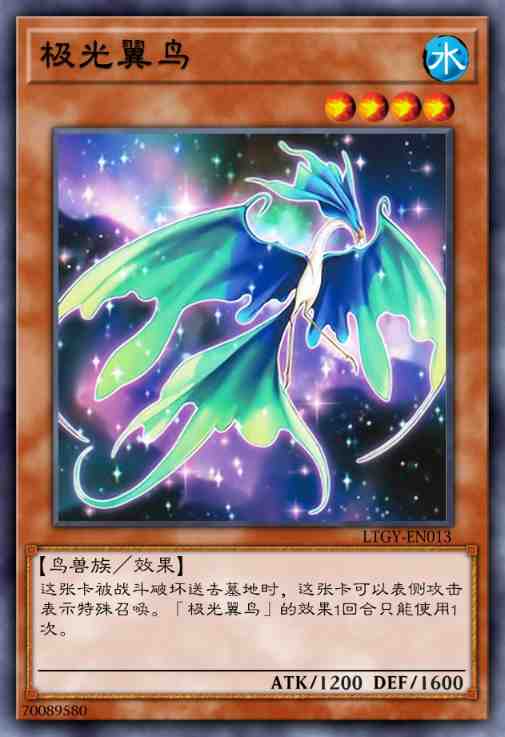 极光翼鸟
水
LTGY-EN013
【鸟兽族／效果】
这张卡被战斗破坏送去墓地时，这张卡可以表侧攻击
表示特殊召唤。「极光翼鸟」的效果1回合只能使用1
次。
ATK/1200 DEF/1600
70089580